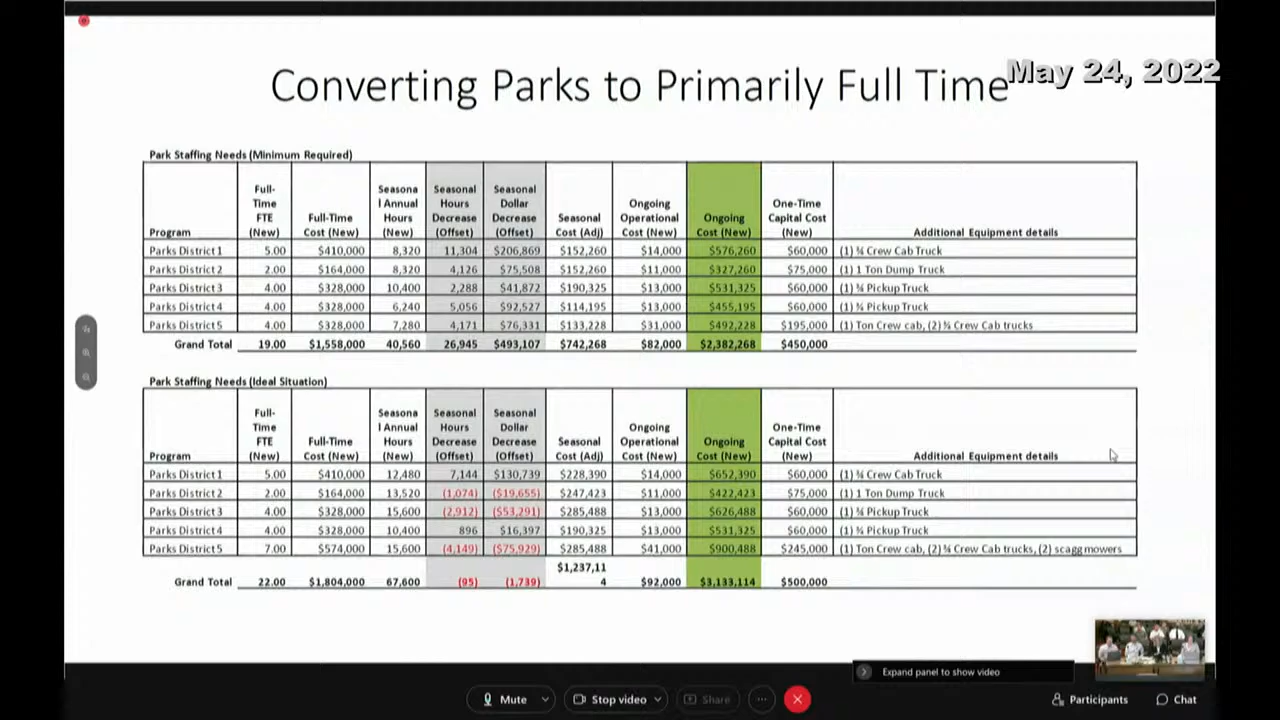 May 24, 2022
Converting Parks to Primarily Full Time
Park Staffing Needs (Minimum Required)
Program | Full-Time FTE (New) | Full-Time Cost (New) | Seasona l Annual Hours (New) | Seasonal Hours Decrease (Offset) | Seasonal Dollar Decrease (Offset) | Seasonal Cost (Adj) | Ongoing Operational Cost (New) | Ongoing Cost (New) | One-Time Capital Cost (New) | Additional Equipment details
Parks District 1 5.00 $410,000 8,320 11,304 $206,869 $152,260 $14,000 $576,260 $60,000 (1) ¾ Crew Cab Truck
Parks District 2 2.00 $164,000 8,320 4,126 $75,508 $152,260 $11,000 $327,260 $75,000 (1) 1 Ton Dump Truck
Parks District 3 4.00 $328,000 10,400 2,288 $41,872 $190,325 $13,000 $531,325 $60,000 (1) ¾ Pickup Truck
Parks District 4 4.00 $328,000 6,240 5,056 $92,527 $114,195 $13,000 $455,195 $60,000 (1) ¾ Pickup Truck
Parks District 5 4.00 $328,000 7,280 4,171 $76,331 $133,228 $31,000 $492,228 $195,000 (1) Ton Crew cab, (2) ¾ Crew Cab trucks
Grand Total 19.00 $1,558,000 40,560 26,945 $493,107 $742,268 $82,000 $2,382,268 $450,000
Park Staffing Needs (Ideal Situation)
Program | Full-Time FTE (New) | Full-Time Cost (New) | Seasona l Annual Hours (New) | Seasonal Hours Decrease (Offset) | Seasonal Dollar Decrease (Offset) | Seasonal Cost (Adj) | Ongoing Operational Cost (New) | Ongoing Cost (New) | One-Time Capital Cost (New) | Additional Equipment details
Parks District 1 5.00 $410,000 12,480 7,144 $130,739 $228,390 $14,000 $652,390 $60,000 (1) ¾ Crew Cab Truck
Parks District 2 2.00 $164,000 13,520 (1,074) ($19,655) $247,423 $11,000 $422,423 $75,000 (1) 1 Ton Dump Truck
Parks District 3 4.00 $328,000 15,600 (2,912) ($53,291) $285,488 $13,000 $626,488 $60,000 (1) ¾ Pickup Truck
Parks District 4 4.00 $328,000 10,400 896 $16,397 $190,325 $13,000 $531,325 $60,000 (1) ¾ Pickup Truck
Parks District 5 7.00 $574,000 15,600 (4,149) ($75,929) $285,488 $41,000 $900,488 $245,000 (1) Ton Crew cab, (2) ¾ Crew Cab trucks, (2) scagg mowers
Grand Total 22.00 $1,804,000 67,600 (95) (1,739) $1,237,11 4 $92,000 $3,133,114 $500,000
Expand panel to show video
Mute Stop video Share Participants Chat